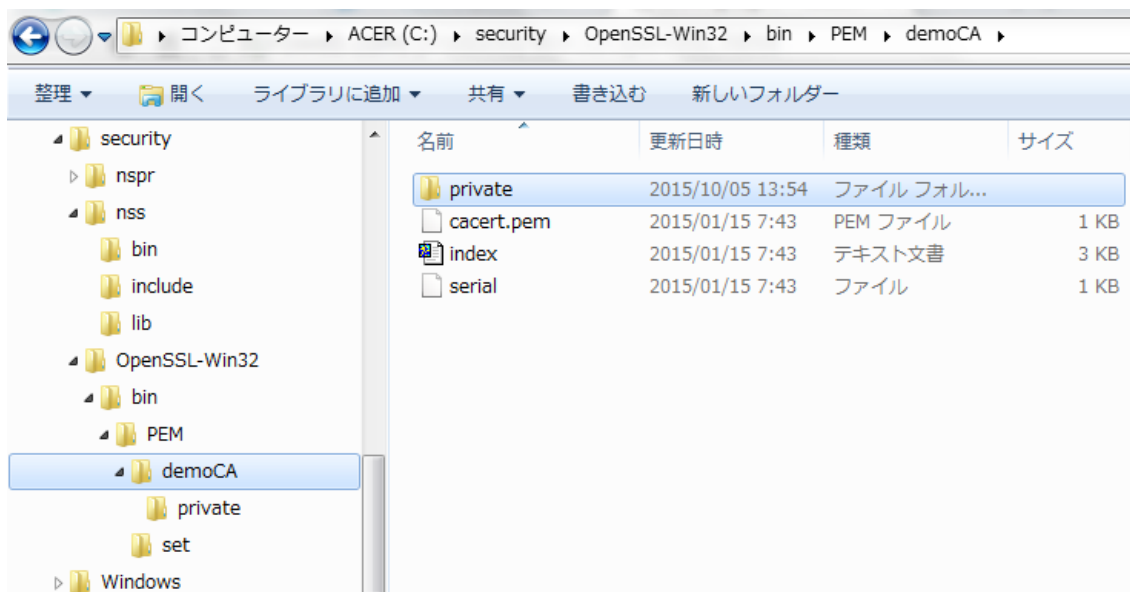 コンピューター ▸ ACER (C:) ▸ security ▸ OpenSSL-Win32 ▸ bin ▸ PEM ▸ demoCA ▸
整理 ▼ 開く ライブラリに追加 ▼ 共有 ▼ 書き込む 新しいフォルダー
security
nspr
nss
bin
include
lib
OpenSSL-Win32
bin
PEM
demoCA
private
set
Windows
名前 更新日時 種類 サイズ
private 2015/10/05 13:54 ファイル フォル...
cacert.pem 2015/01/15 7:43 PEM ファイル 1 KB
index 2015/01/15 7:43 テキスト文書 3 KB
serial 2015/01/15 7:43 ファイル 1 KB